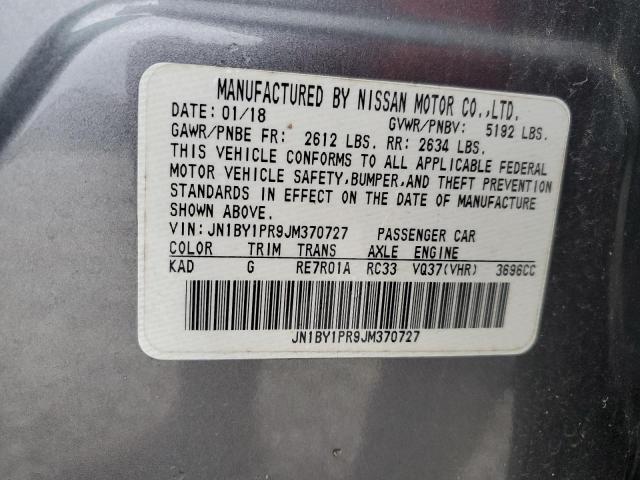 MANUFACTURED BY NISSAN MOTOR CO.,LTD.
DATE: 01/18 GVWR/PNBV: 5192 LBS.
GAWR/PNBE FR: 2612 LBS. RR: 2634 LBS.
THIS VEHICLE CONFORMS TO ALL APPLICABLE FEDERAL
MOTOR VEHICLE SAFETY,BUMPER,AND THEFT PREVENTION
STANDARDS IN EFFECT ON THE DATE OF MANUFACTURE
SHOWN ABOVE.
VIN: JN1BY1PR9JM370727 PASSENGER CAR
COLOR TRIM TRANS AXLE ENGINE
KAD G RE7R01A RC33 VQ37(VHR) 3696CC
JN1BY1PR9JM370727